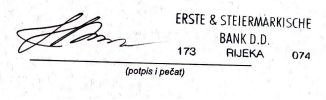 ERSTE & STEIERMÄRKISCHE
BANK D.D.
173 RIJEKA 074
(potpis i pečat)